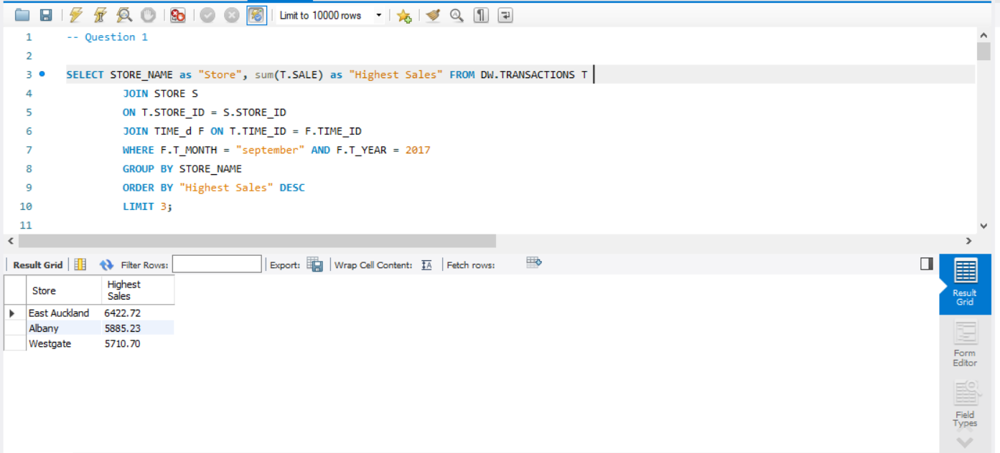 Limit to 10000 rows
1 -- Question 1
2
3 SELECT STORE_NAME as "Store", sum(T.SALE) as "Highest Sales" FROM DW.TRANSACTIONS T
4 JOIN STORE S
5 ON T.STORE_ID = S.STORE_ID
6 JOIN TIME_d F ON T.TIME_ID = F.TIME_ID
7 WHERE F.T_MONTH = "september" AND F.T_YEAR = 2017
8 GROUP BY STORE_NAME
9 ORDER BY "Highest Sales" DESC
10 LIMIT 3;
11
Result Grid Filter Rows: Export: Wrap Cell Content: Fetch rows:
Store Highest
Sales
East Auckland 6422.72
Albany 5885.23
Westgate 5710.70
Result
Grid
Form
Editor
Field
Types